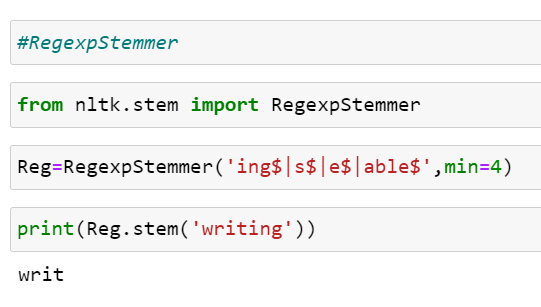 #RegexpStemmer
from nltk.stem import RegexpStemmer
Reg=RegexpStemmer('ing$|s$|e$|able$',min=4)
print(Reg.stem('writing'))
writ